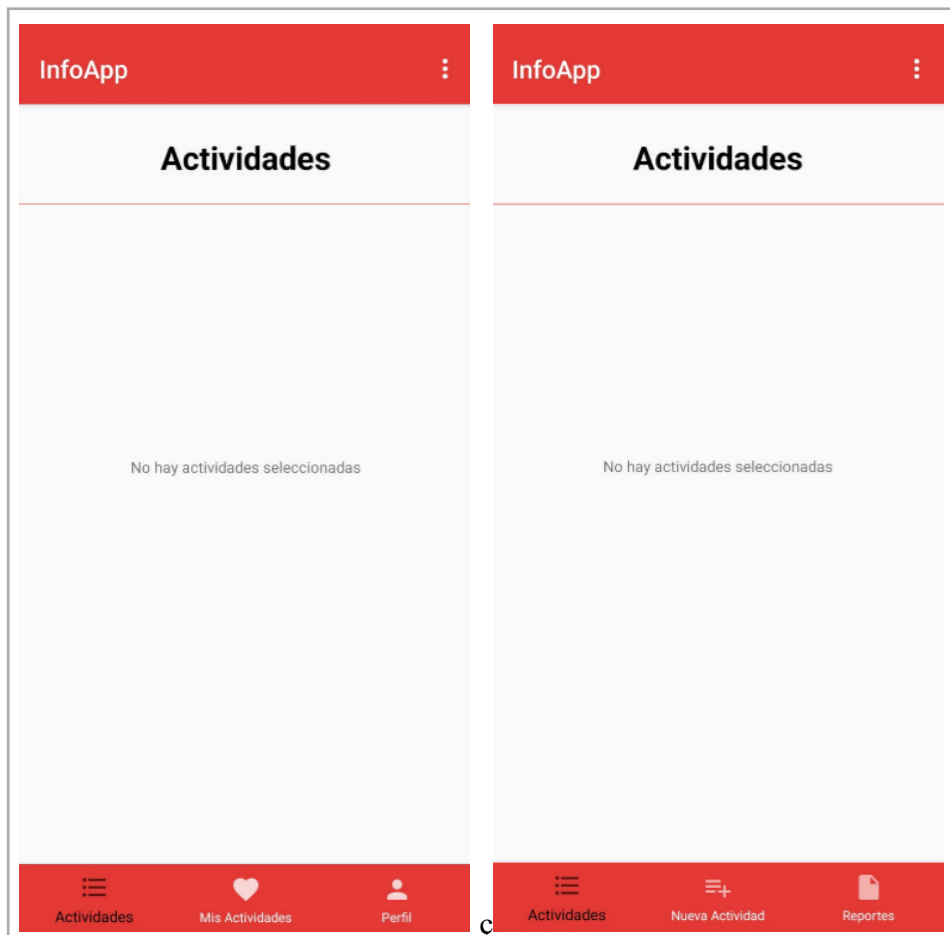 InfoApp
Actividades
No hay actividades seleccionadas
Actividades
Mis Actividades
Perfil
c
InfoApp
Actividades
No hay actividades seleccionadas
Actividades
Nueva Actividad
Reportes